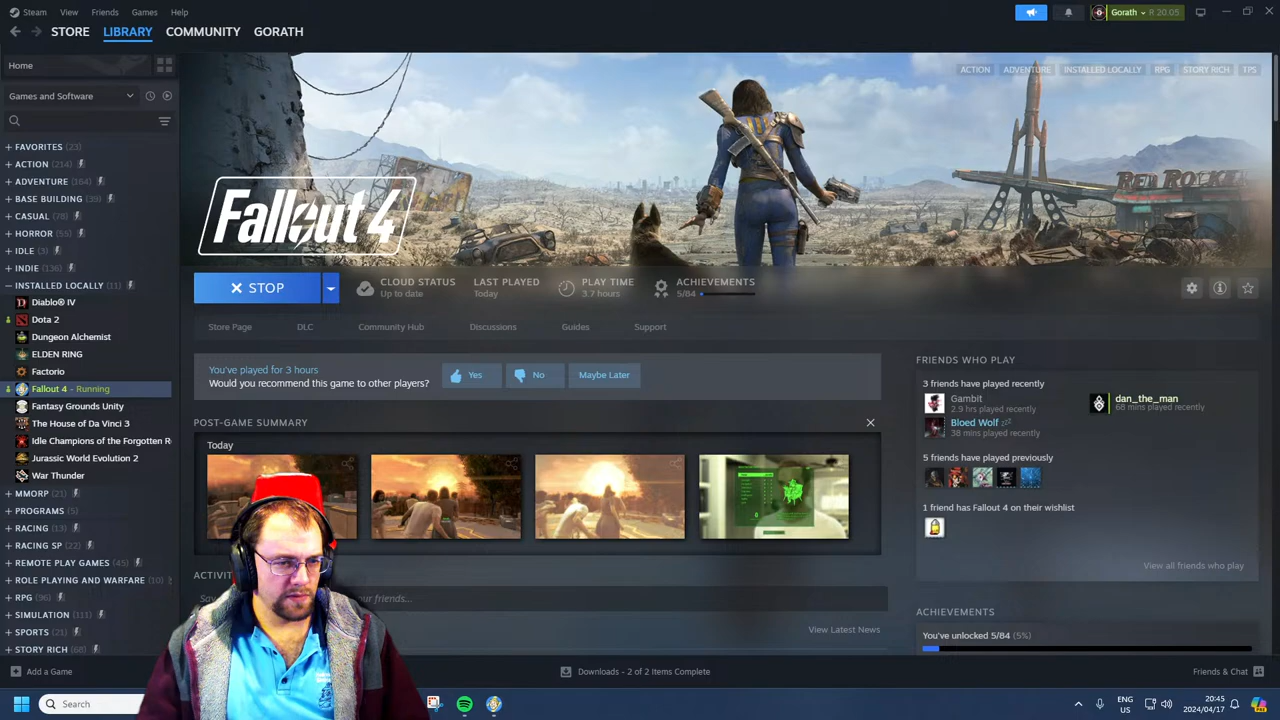 Steam View Friends Games Help
Gorath R 20.05
STORE LIBRARY COMMUNITY GORATH
Home
Games and Software
FAVORITES (23)
ACTION (214)
ADVENTURE (164)
BASE BUILDING (39)
CASUAL (78)
HORROR (55)
IDLE (3)
INDIE (136)
INSTALLED LOCALLY (11)
Diablo® IV
Dota 2
Dungeon Alchemist
ELDEN RING
Factorio
Fallout 4 - Running
Fantasy Grounds Unity
The House of Da Vinci 3
Idle Champions of the Forgotten R
Jurassic World Evolution 2
War Thunder
MMORP (21)
PROGRAMS (5)
RACING (13)
RACING SP (22)
REMOTE PLAY GAMES (45)
ROLE PLAYING AND WARFARE (10)
RPG (96)
SIMULATION (111)
SPORTS (21)
STORY RICH (68)
Add a Game
ACTION ADVENTURE INSTALLED LOCALLY RPG STORY RICH TPS
RED ROCKET
Fallout 4
STOP
CLOUD STATUS
Up to date
LAST PLAYED
Today
PLAY TIME
3.7 hours
ACHIEVEMENTS
5/84
Store Page DLC Community Hub Discussions Guides Support
You've played for 3 hours
Would you recommend this game to other players?
Yes No Maybe Later
POST-GAME SUMMARY
Today
ACTIVIT
your friends...
View Latest News
FRIENDS WHO PLAY
3 friends have played recently
Gambit
2.9 hrs played recently
dan_the_man
68 mins played recently
Bloed Wolf
38 mins played recently
5 friends have played previously
1 friend has Fallout 4 on their wishlist
View all friends who play
ACHIEVEMENTS
You've unlocked 5/84 (5%)
Downloads - 2 of 2 Items Complete
Friends & Chat
Search
ENG
US
20:45
2024/04/17